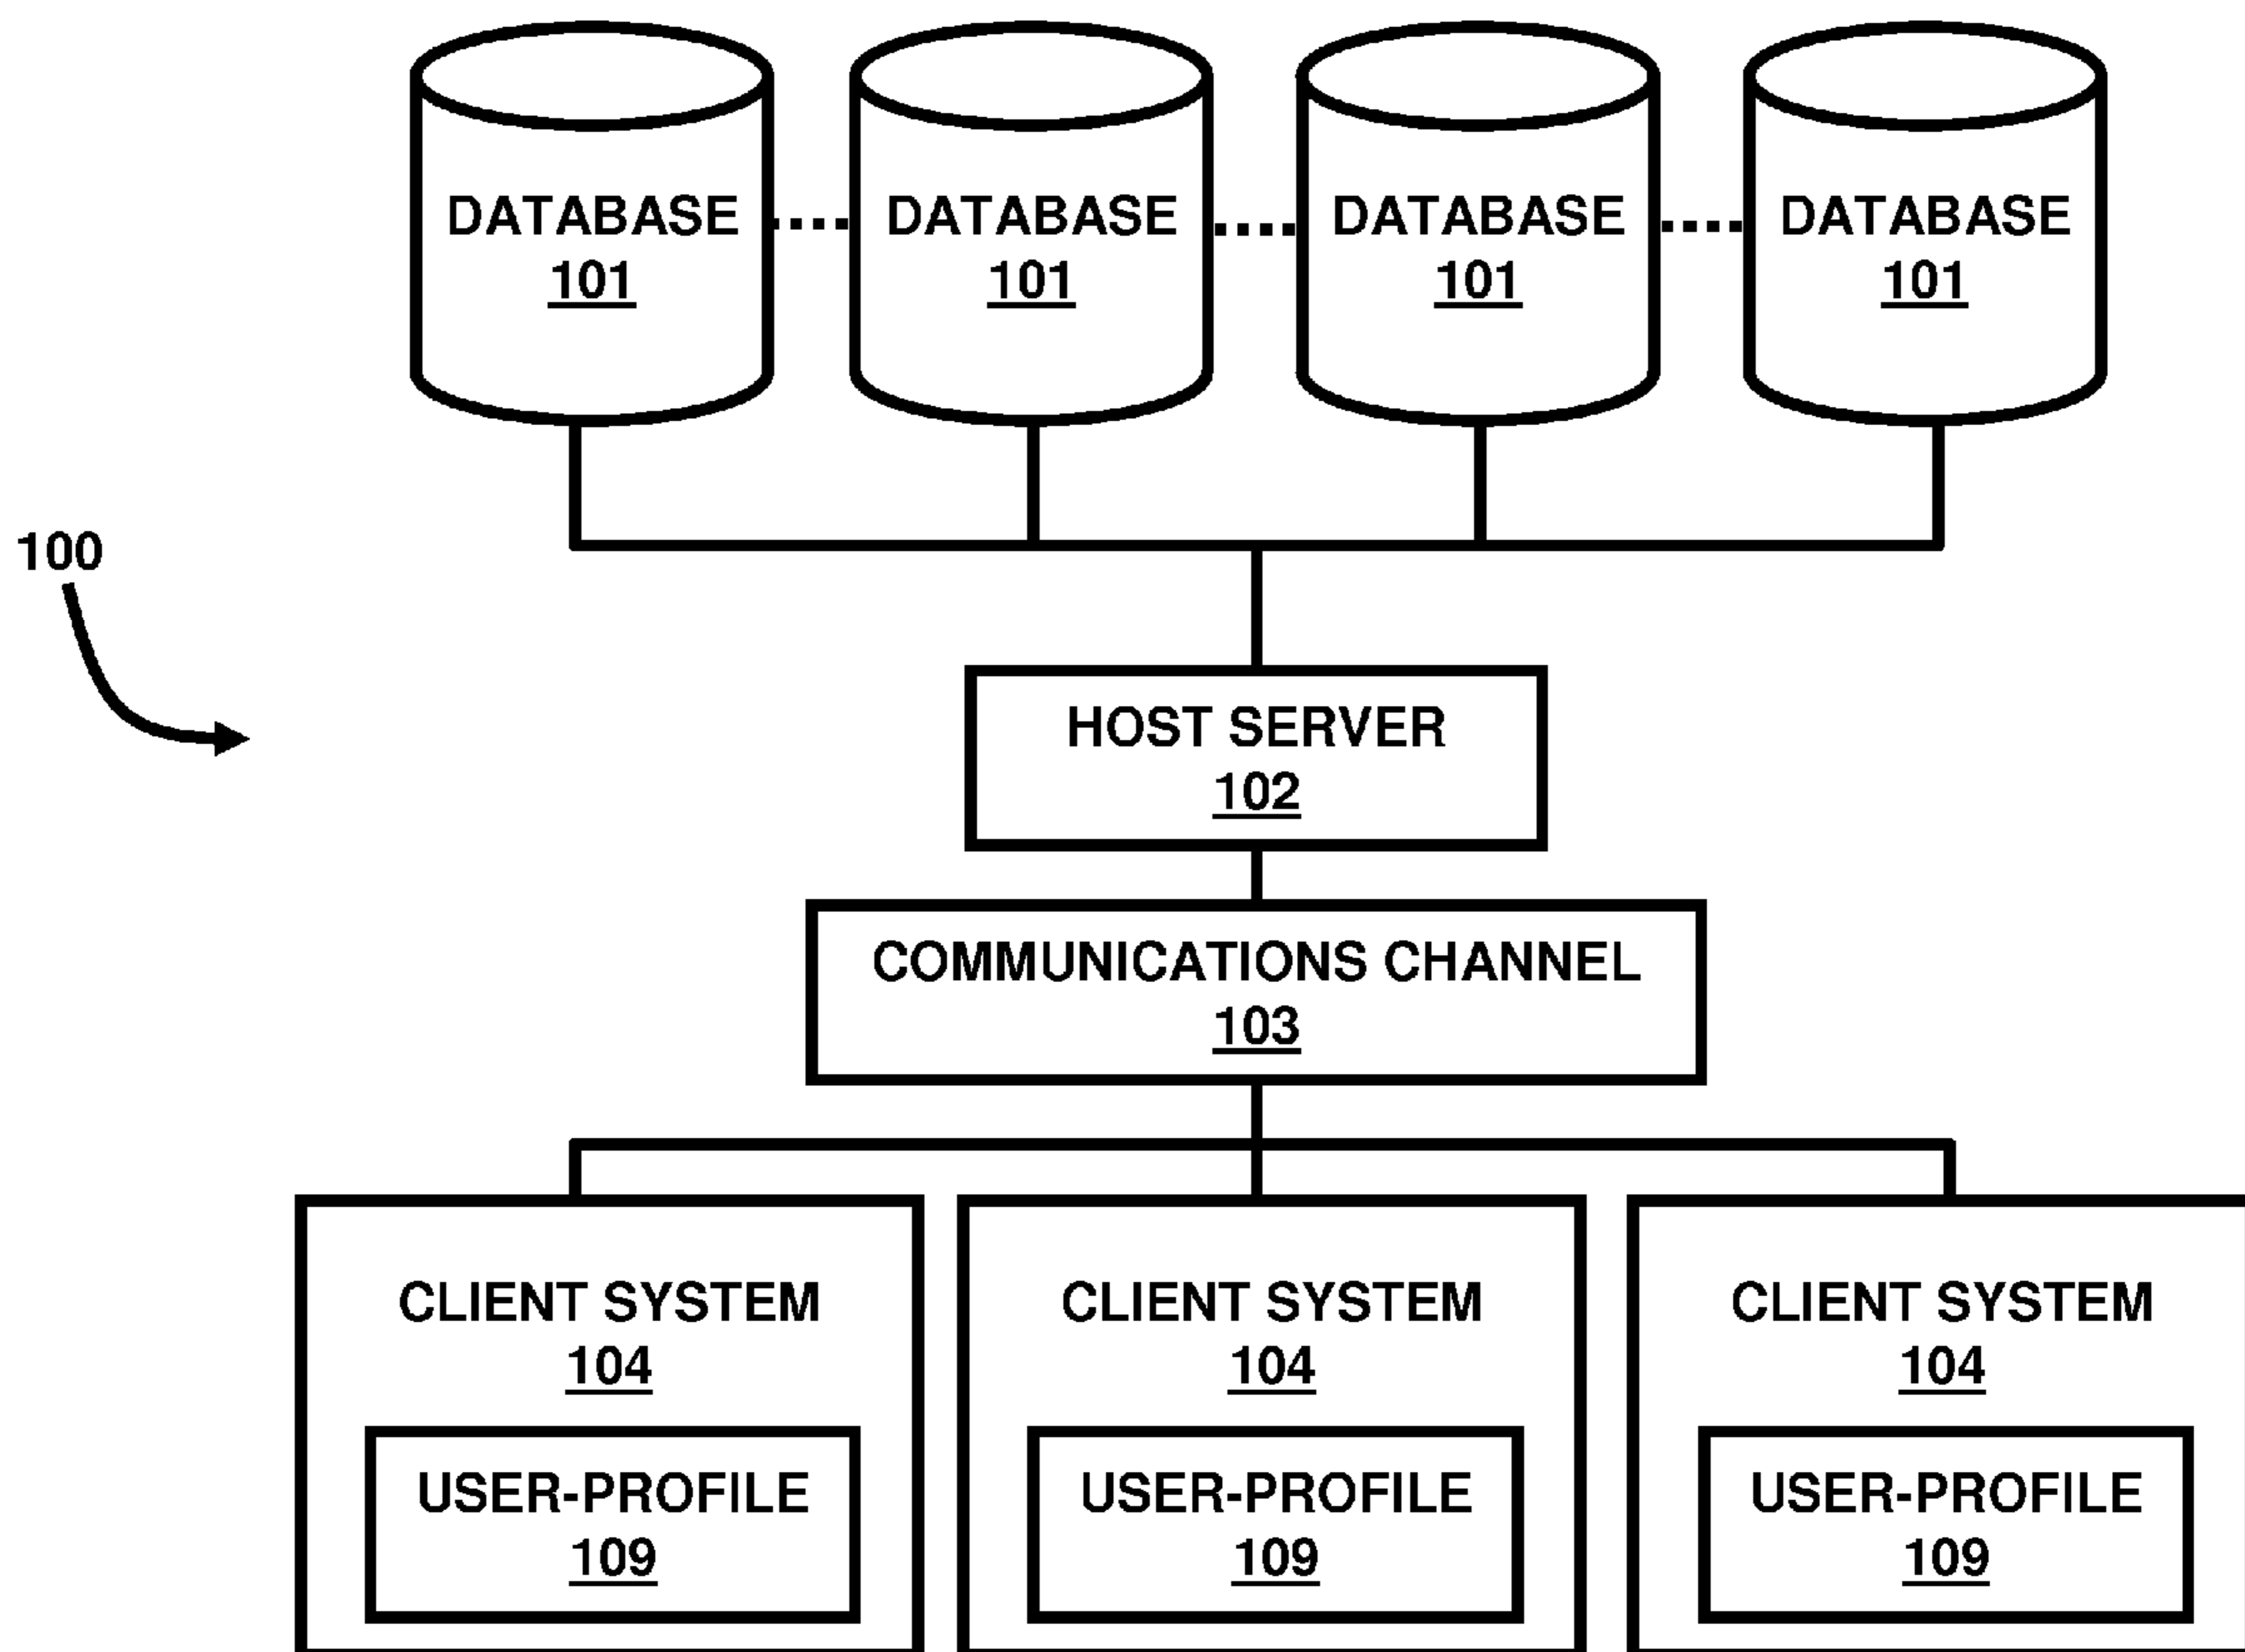 DATABASE DATABASE DATABASE DATABASE
101 101 101 101
100
HOST SERVER
102
COMMUNICATIONS CHANNEL
103
CLIENT SYSTEM CLIENT SYSTEM CLIENT SYSTEM
104 104 104
USER-PROFILE USER-PROFILE USER-PROFILE
109 109 109